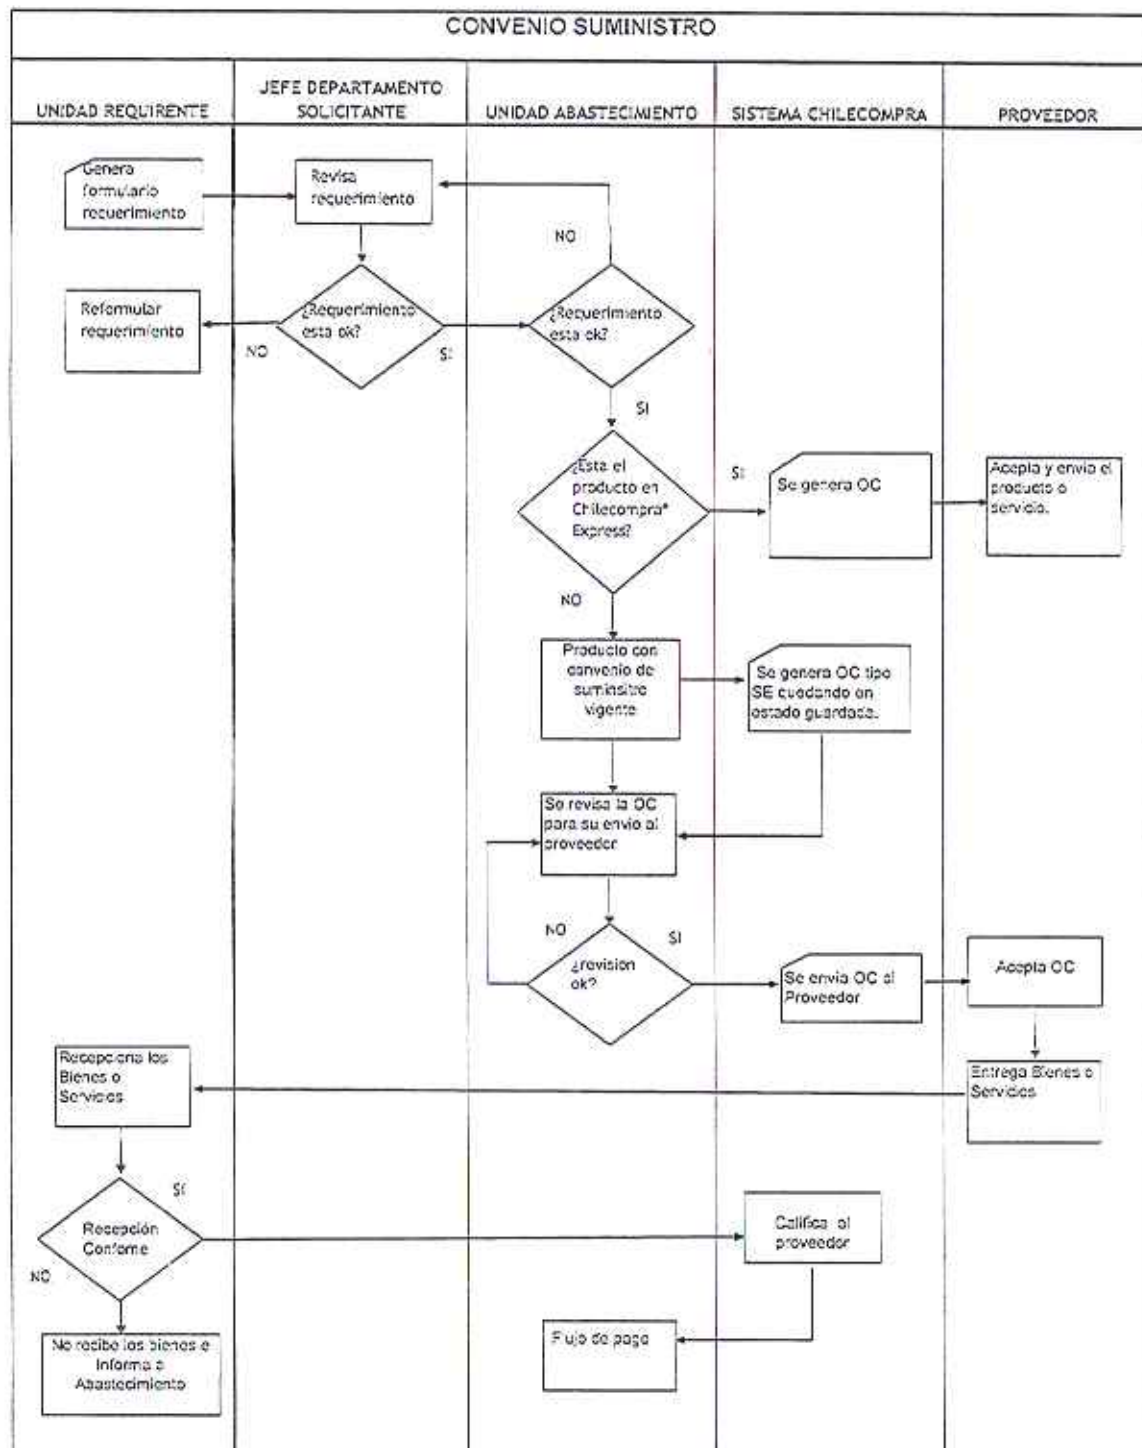 CONVENIO SUMINISTRO
UNIDAD REQUIRENTE
JEFE DEPARTAMENTO
SOLICITANTE
UNIDAD ABASTECIMIENTO
SISTEMA CHILECOMPRA
PROVEEDOR
Genera
formulario
requerimiento
Revisa
requerimiento
NO
Reformular
requerimiento
¿Requerimiento
esta ok?
NO
SI
¿Requerimiento
esta ok?
SI
¿Esta el
producto en
Chilecompra*
Express?
SI
Se genera OC
Acepta y envia el
producto o
servicio.
NO
Producto con
convenio de
suminsitro
vigente
Se genera OC tipo
SE quedando en
estado guardada.
Se revisa la OC
para su envio al
proveedor
NO
SI
¿revision
ok?
Se envia OC al
Proveedor
Acepta OC
Recepciona los
Bienes o
Servicios
Entrega Bienes o
Servicios
SI
Recepción
Conforme
NO
Califica al
proveedor
No recibe los bienes e
Informa a
Abastecimiento
Flujo de pago